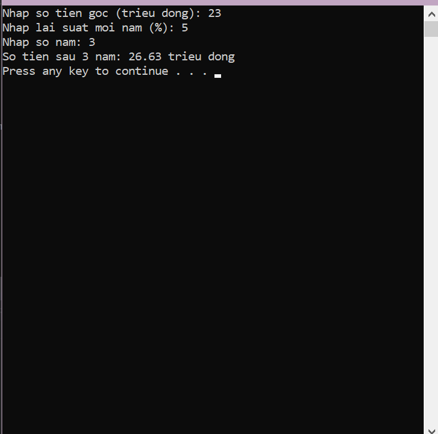 Nhap so tien goc (trieu dong): 23
Nhap lai suat moi nam (%): 5
Nhap so nam: 3
So tien sau 3 nam: 26.63 trieu dong
Press any key to continue . . .